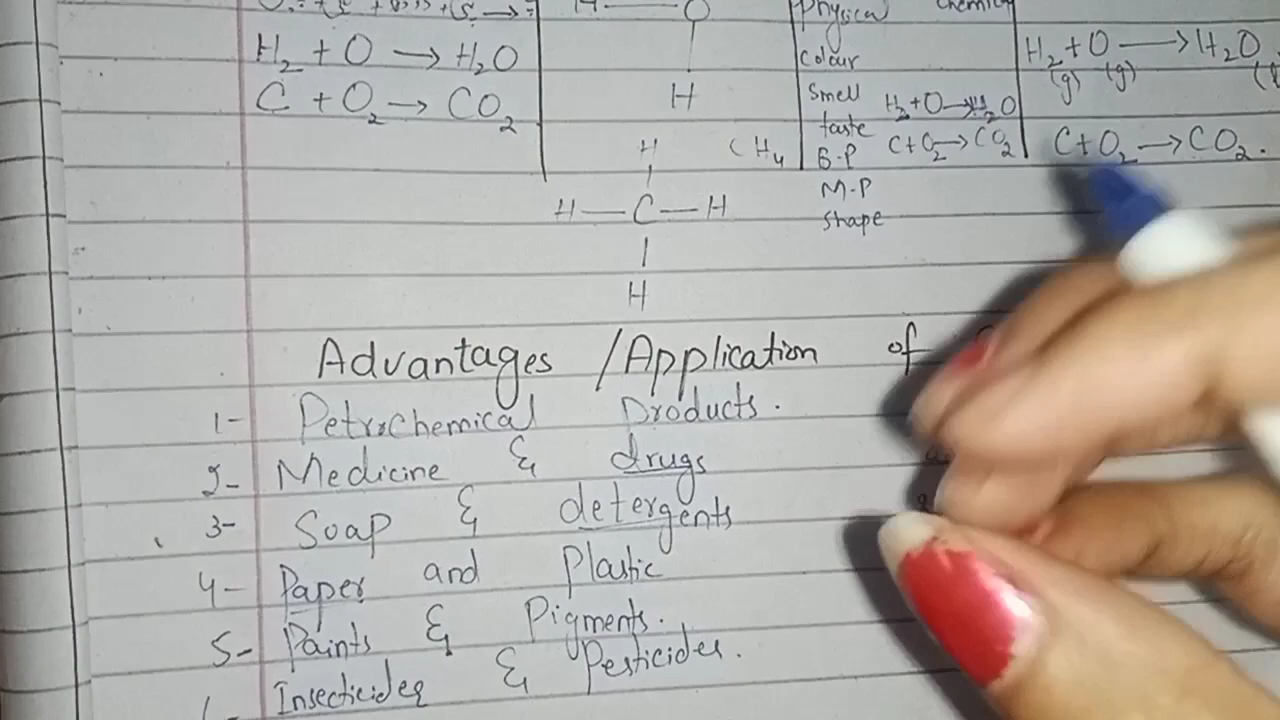 H₂ + O → H₂O
C + O₂ → CO₂
H
O
H
H
CH₄
H — C — H
H
Physical
colour
Smell
taste
B.P
M.P
shape
chemical
H₂+O→H₂O
C+O₂→CO₂
H₂+O → H₂O
(g) (g)
C+O₂→CO₂.
Advantages /Application of
1- Petrochemical Products.
2- Medicine & drugs
3- Soap & detergents
4- Paper and Plastic
5- Paints & Pigments.
Insecticides & Pesticides.